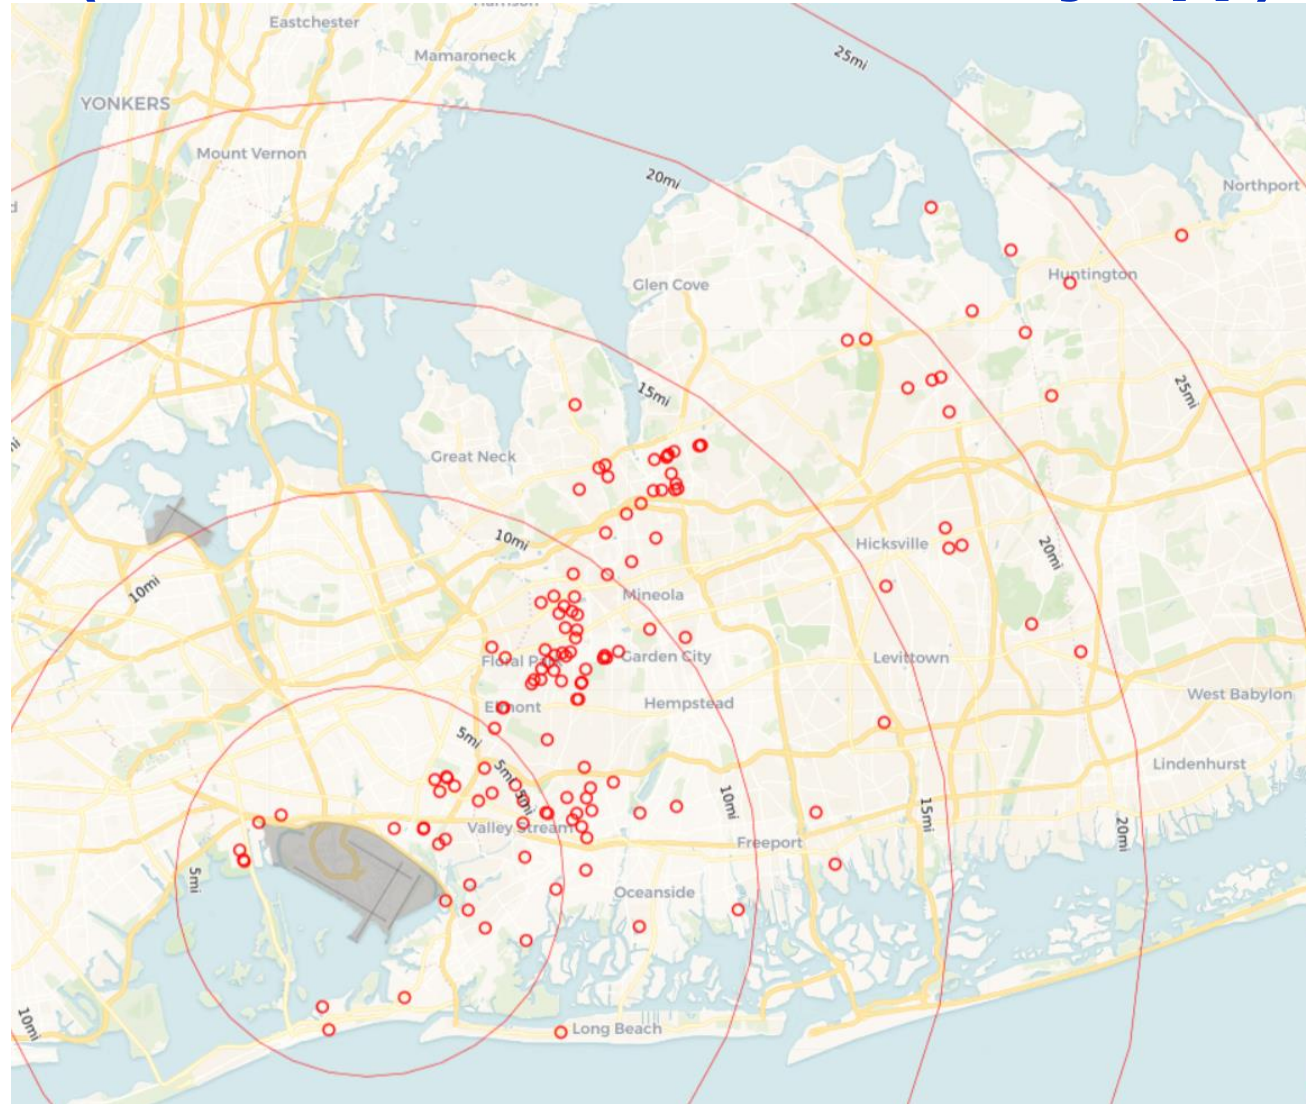 Eastchester
Mamaroneck
25mi
YONKERS
Mount Vernon
20mi
Northport
Huntington
Glen Cove
15mi
25mi
Great Neck
10mi
Hicksville
20mi
10mi
Mineola
Floral Park
Garden City
Levittown
West Babylon
Elmont
Hempstead
5mi
Lindenhurst
5mi
5mi
10mi
15mi
Valley Stream
20mi
Freeport
5mi
Oceanside
10mi
Long Beach